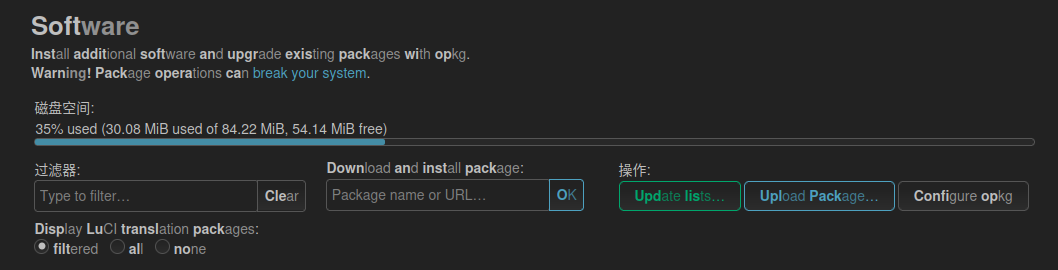 Software
Install additional software and upgrade existing packages with opkg.
Warning! Package operations can break your system.
磁盘空间:
35% used (30.08 MiB used of 84.22 MiB, 54.14 MiB free)
过滤器:
Type to filter…
Clear
Download and install package:
Package name or URL…
OK
操作:
Update lists…
Upload Package…
Configure opkg
Display LuCI translation packages:
filtered
all
none